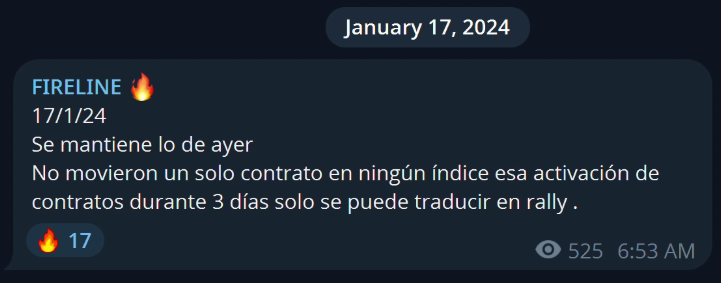 January 17, 2024
FIRELINE 🔥
17/1/24
Se mantiene lo de ayer
No movieron un solo contrato en ningún índice esa activación de
contratos durante 3 días solo se puede traducir en rally .
🔥 17
525 6:53 AM